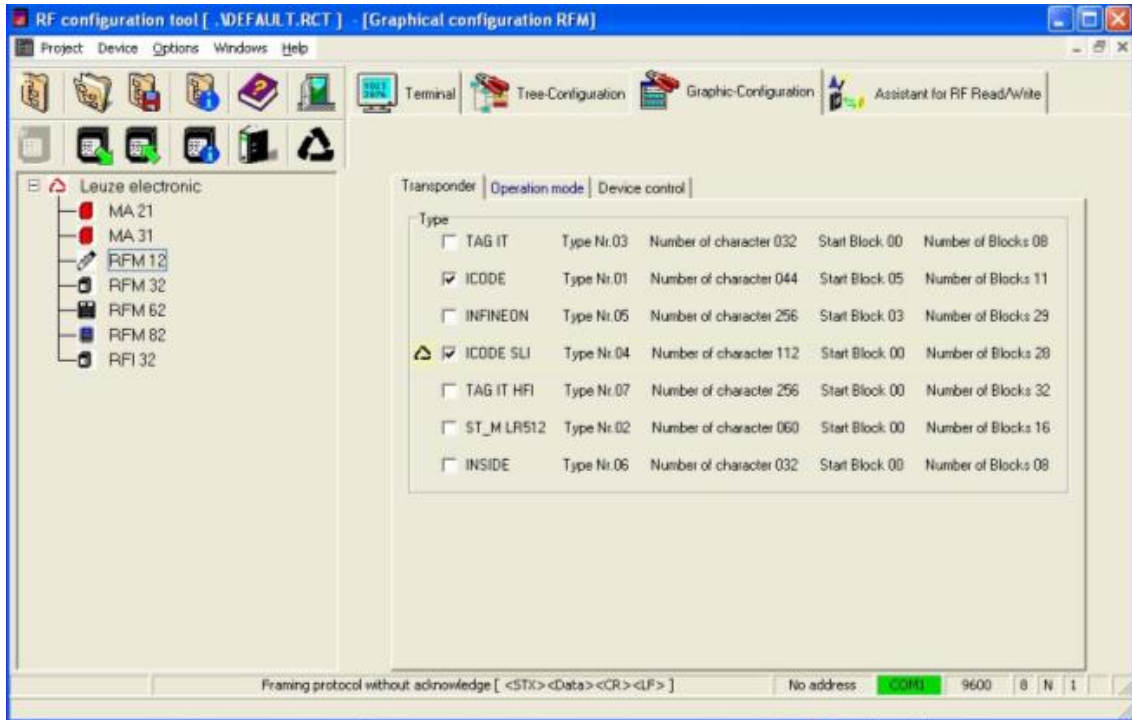 RF configuration tool [ .\DEFAULT.RCT ] - [Graphical configuration RFM]
Project Device Options Windows Help
Terminal Tree-Configuration Graphic-Configuration Assistant for RF Read/Write
Leuze electronic
MA 21
MA 31
RFM 12
RFM 32
RFM 62
RFM 82
RFI 32
Transponder Operation mode Device control
Type
TAG IT Type Nr.03 Number of character 032 Start Block 00 Number of Blocks 08
ICODE Type Nr.01 Number of character 044 Start Block 05 Number of Blocks 11
INFINEON Type Nr.05 Number of character 256 Start Block 03 Number of Blocks 29
ICODE SLI Type Nr.04 Number of character 112 Start Block 00 Number of Blocks 28
TAG IT HFI Type Nr.07 Number of character 256 Start Block 00 Number of Blocks 32
ST_M LR512 Type Nr.02 Number of character 060 Start Block 00 Number of Blocks 16
INSIDE Type Nr.06 Number of character 032 Start Block 00 Number of Blocks 08
Framing protocol without acknowledge [ <STX><Data><CR><LF> ] No address COM1 9600 8 N 1